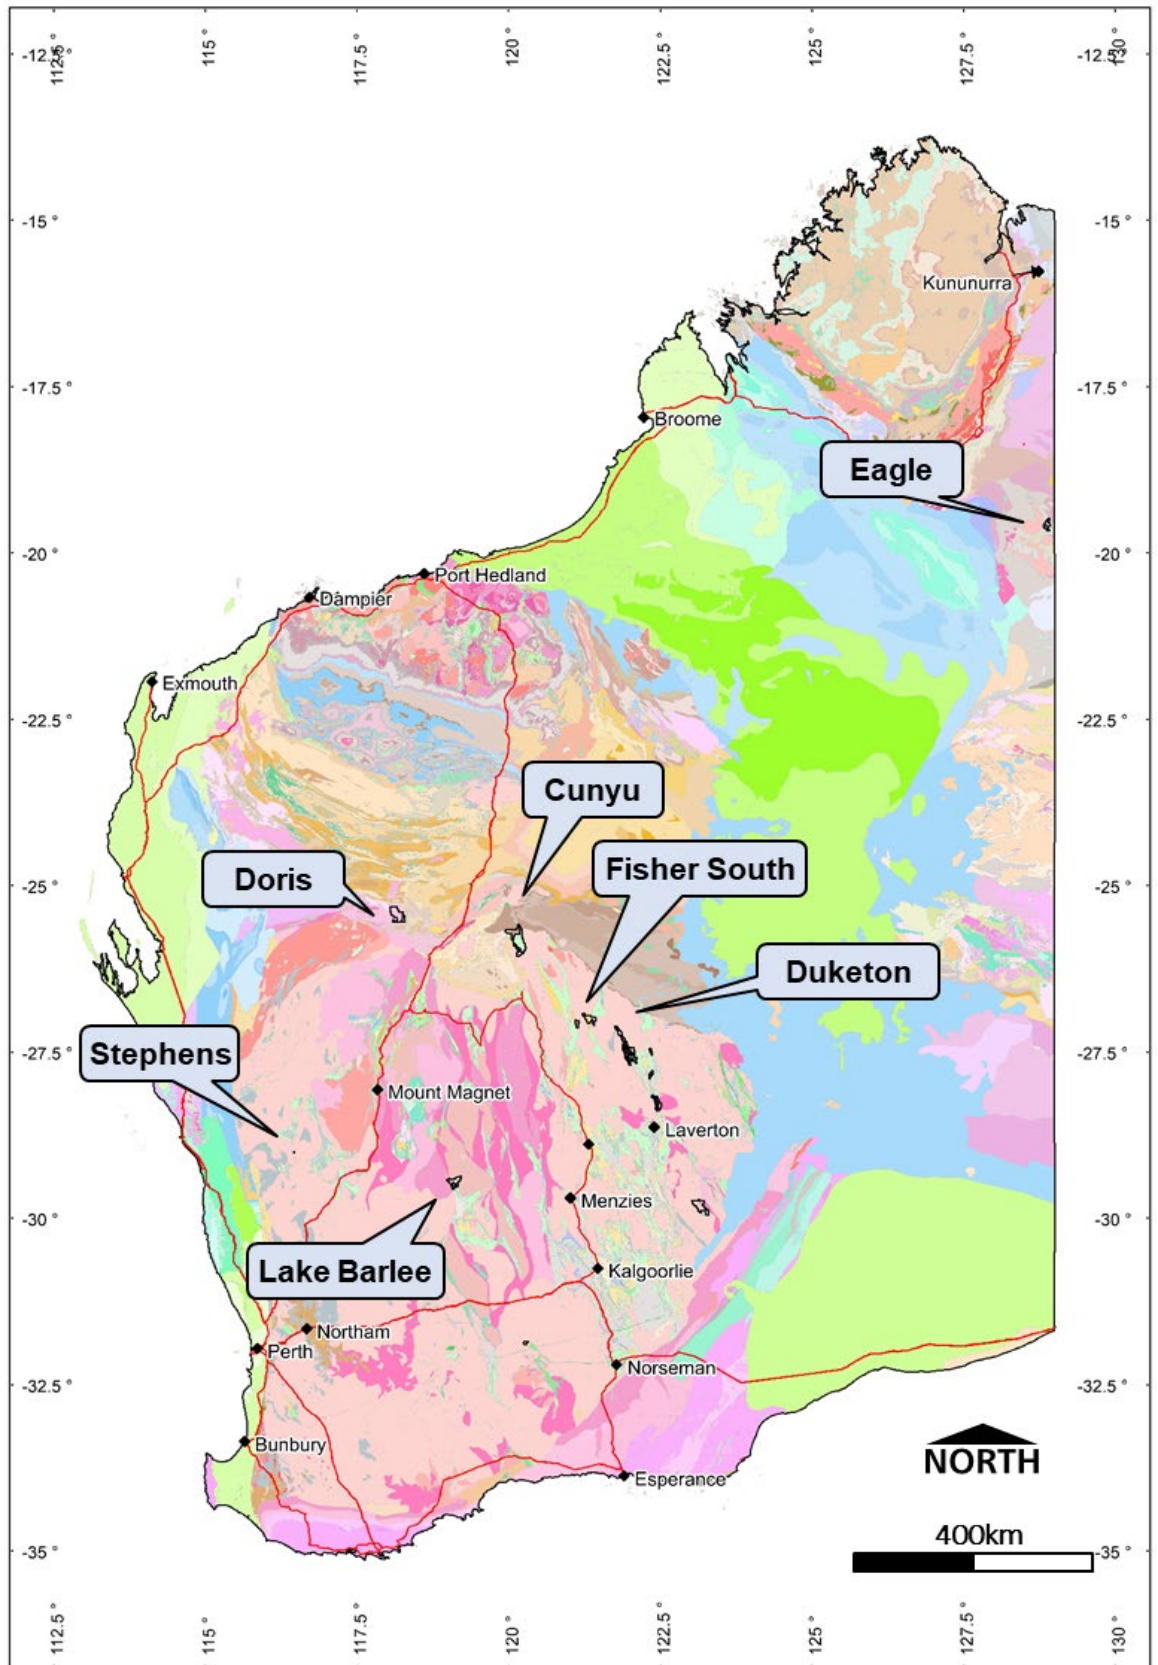 112.5 °
115 °
117.5 °
120 °
122.5 °
125 °
127.5 °
130 °
-12.5 °
-12.5 °
-15 °
-15 °
Kununurra
-17.5 °
-17.5 °
Broome
Eagle
-20 °
-20 °
Port Hedland
Dampier
Exmouth
-22.5 °
-22.5 °
Cunyu
Fisher South
Doris
-25 °
-25 °
Duketon
Stephens
-27.5 °
-27.5 °
Mount Magnet
Laverton
Menzies
-30 °
-30 °
Lake Barlee
Kalgoorlie
Northam
Perth
Norseman
-32.5 °
-32.5 °
Bunbury
NORTH
Esperance
400km
-35 °
-35 °
112.5 °
115 °
117.5 °
120 °
122.5 °
125 °
127.5 °
130 °